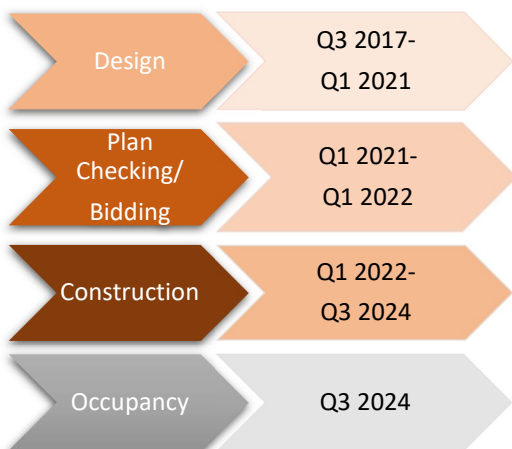 Design
Q3 2017-
Q1 2021
Plan
Checking/
Bidding
Q1 2021-
Q1 2022
Construction
Q1 2022-
Q3 2024
Occupancy
Q3 2024